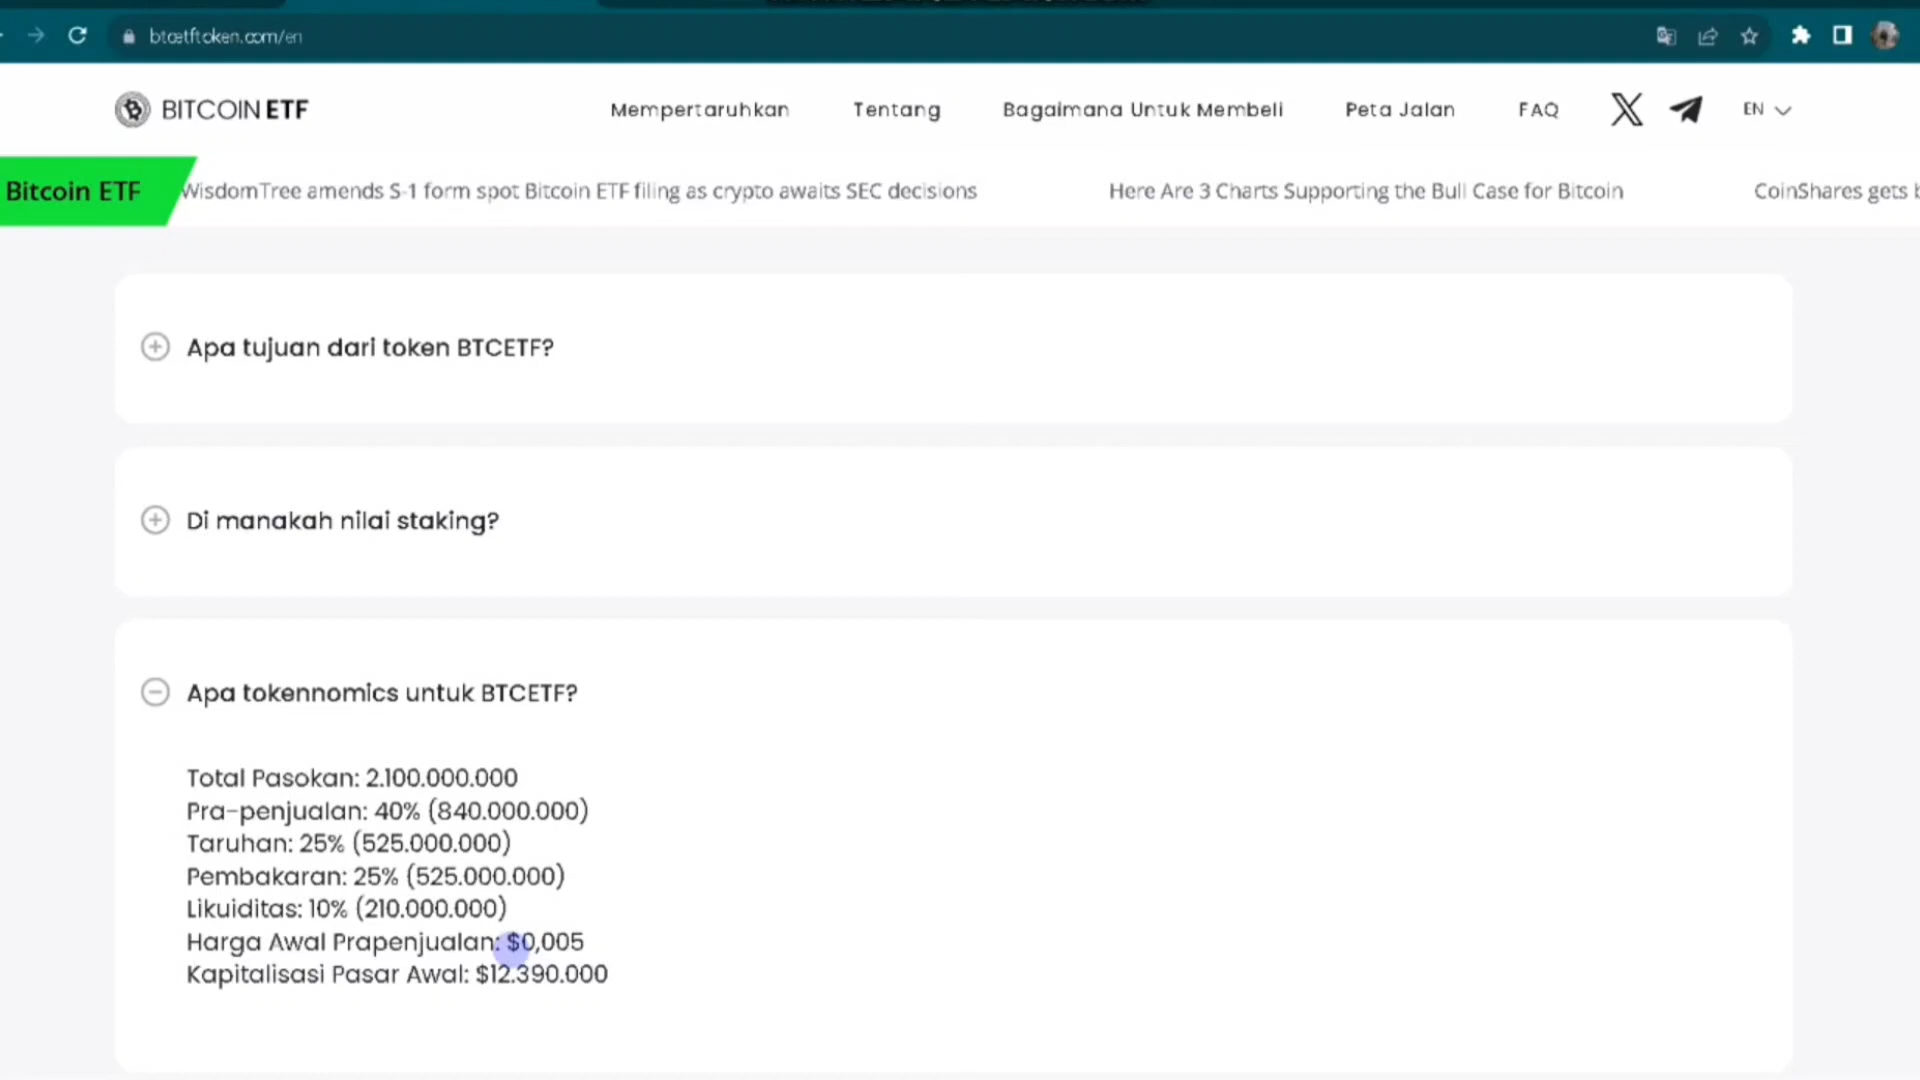 btcetftoken.com/en
BITCOIN ETF
Mempertaruhkan
Tentang
Bagaimana Untuk Membeli
Peta Jalan
FAQ
EN
Bitcoin ETF
WisdomTree amends S-1 form spot Bitcoin ETF filing as crypto awaits SEC decisions
Here Are 3 Charts Supporting the Bull Case for Bitcoin
CoinShares gets
Apa tujuan dari token BTCETF?
Di manakah nilai staking?
Apa tokennomics untuk BTCETF?
Total Pasokan: 2.100.000.000
Pra-penjualan: 40% (840.000.000)
Taruhan: 25% (525.000.000)
Pembakaran: 25% (525.000.000)
Likuiditas: 10% (210.000.000)
Harga Awal Prapenjualan: $0,005
Kapitalisasi Pasar Awal: $12.390.000